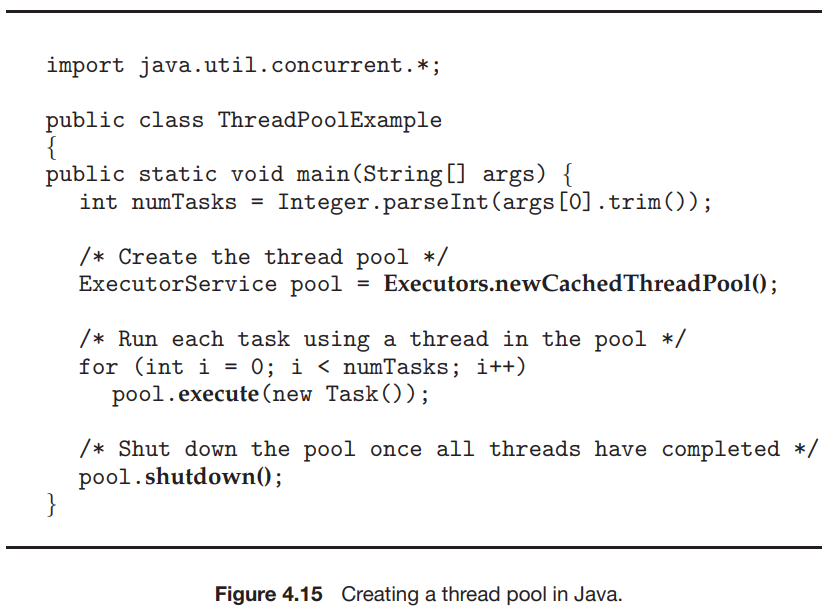 import java.util.concurrent.*;
public class ThreadPoolExample
{
public static void main(String[] args) {
int numTasks = Integer.parseInt(args[0].trim());
/* Create the thread pool */
ExecutorService pool = Executors.newCachedThreadPool();
/* Run each task using a thread in the pool */
for (int i = 0; i < numTasks; i++)
pool.execute(new Task());
/* Shut down the pool once all threads have completed */
pool.shutdown();
}
Figure 4.15 Creating a thread pool in Java.